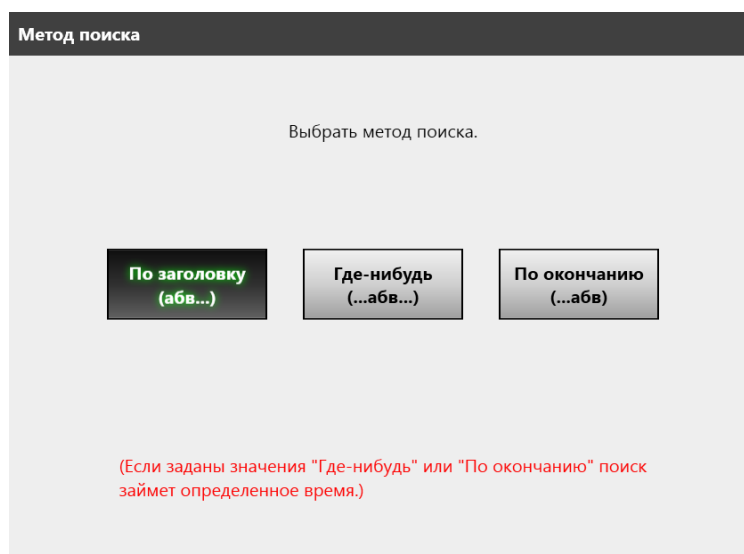 Метод поиска
Выбрать метод поиска.
По заголовку
(абв...)
Где-нибудь
(...абв...)
По окончанию
(...абв)
(Если заданы значения "Где-нибудь" или "По окончанию" поиск
займет определенное время.)